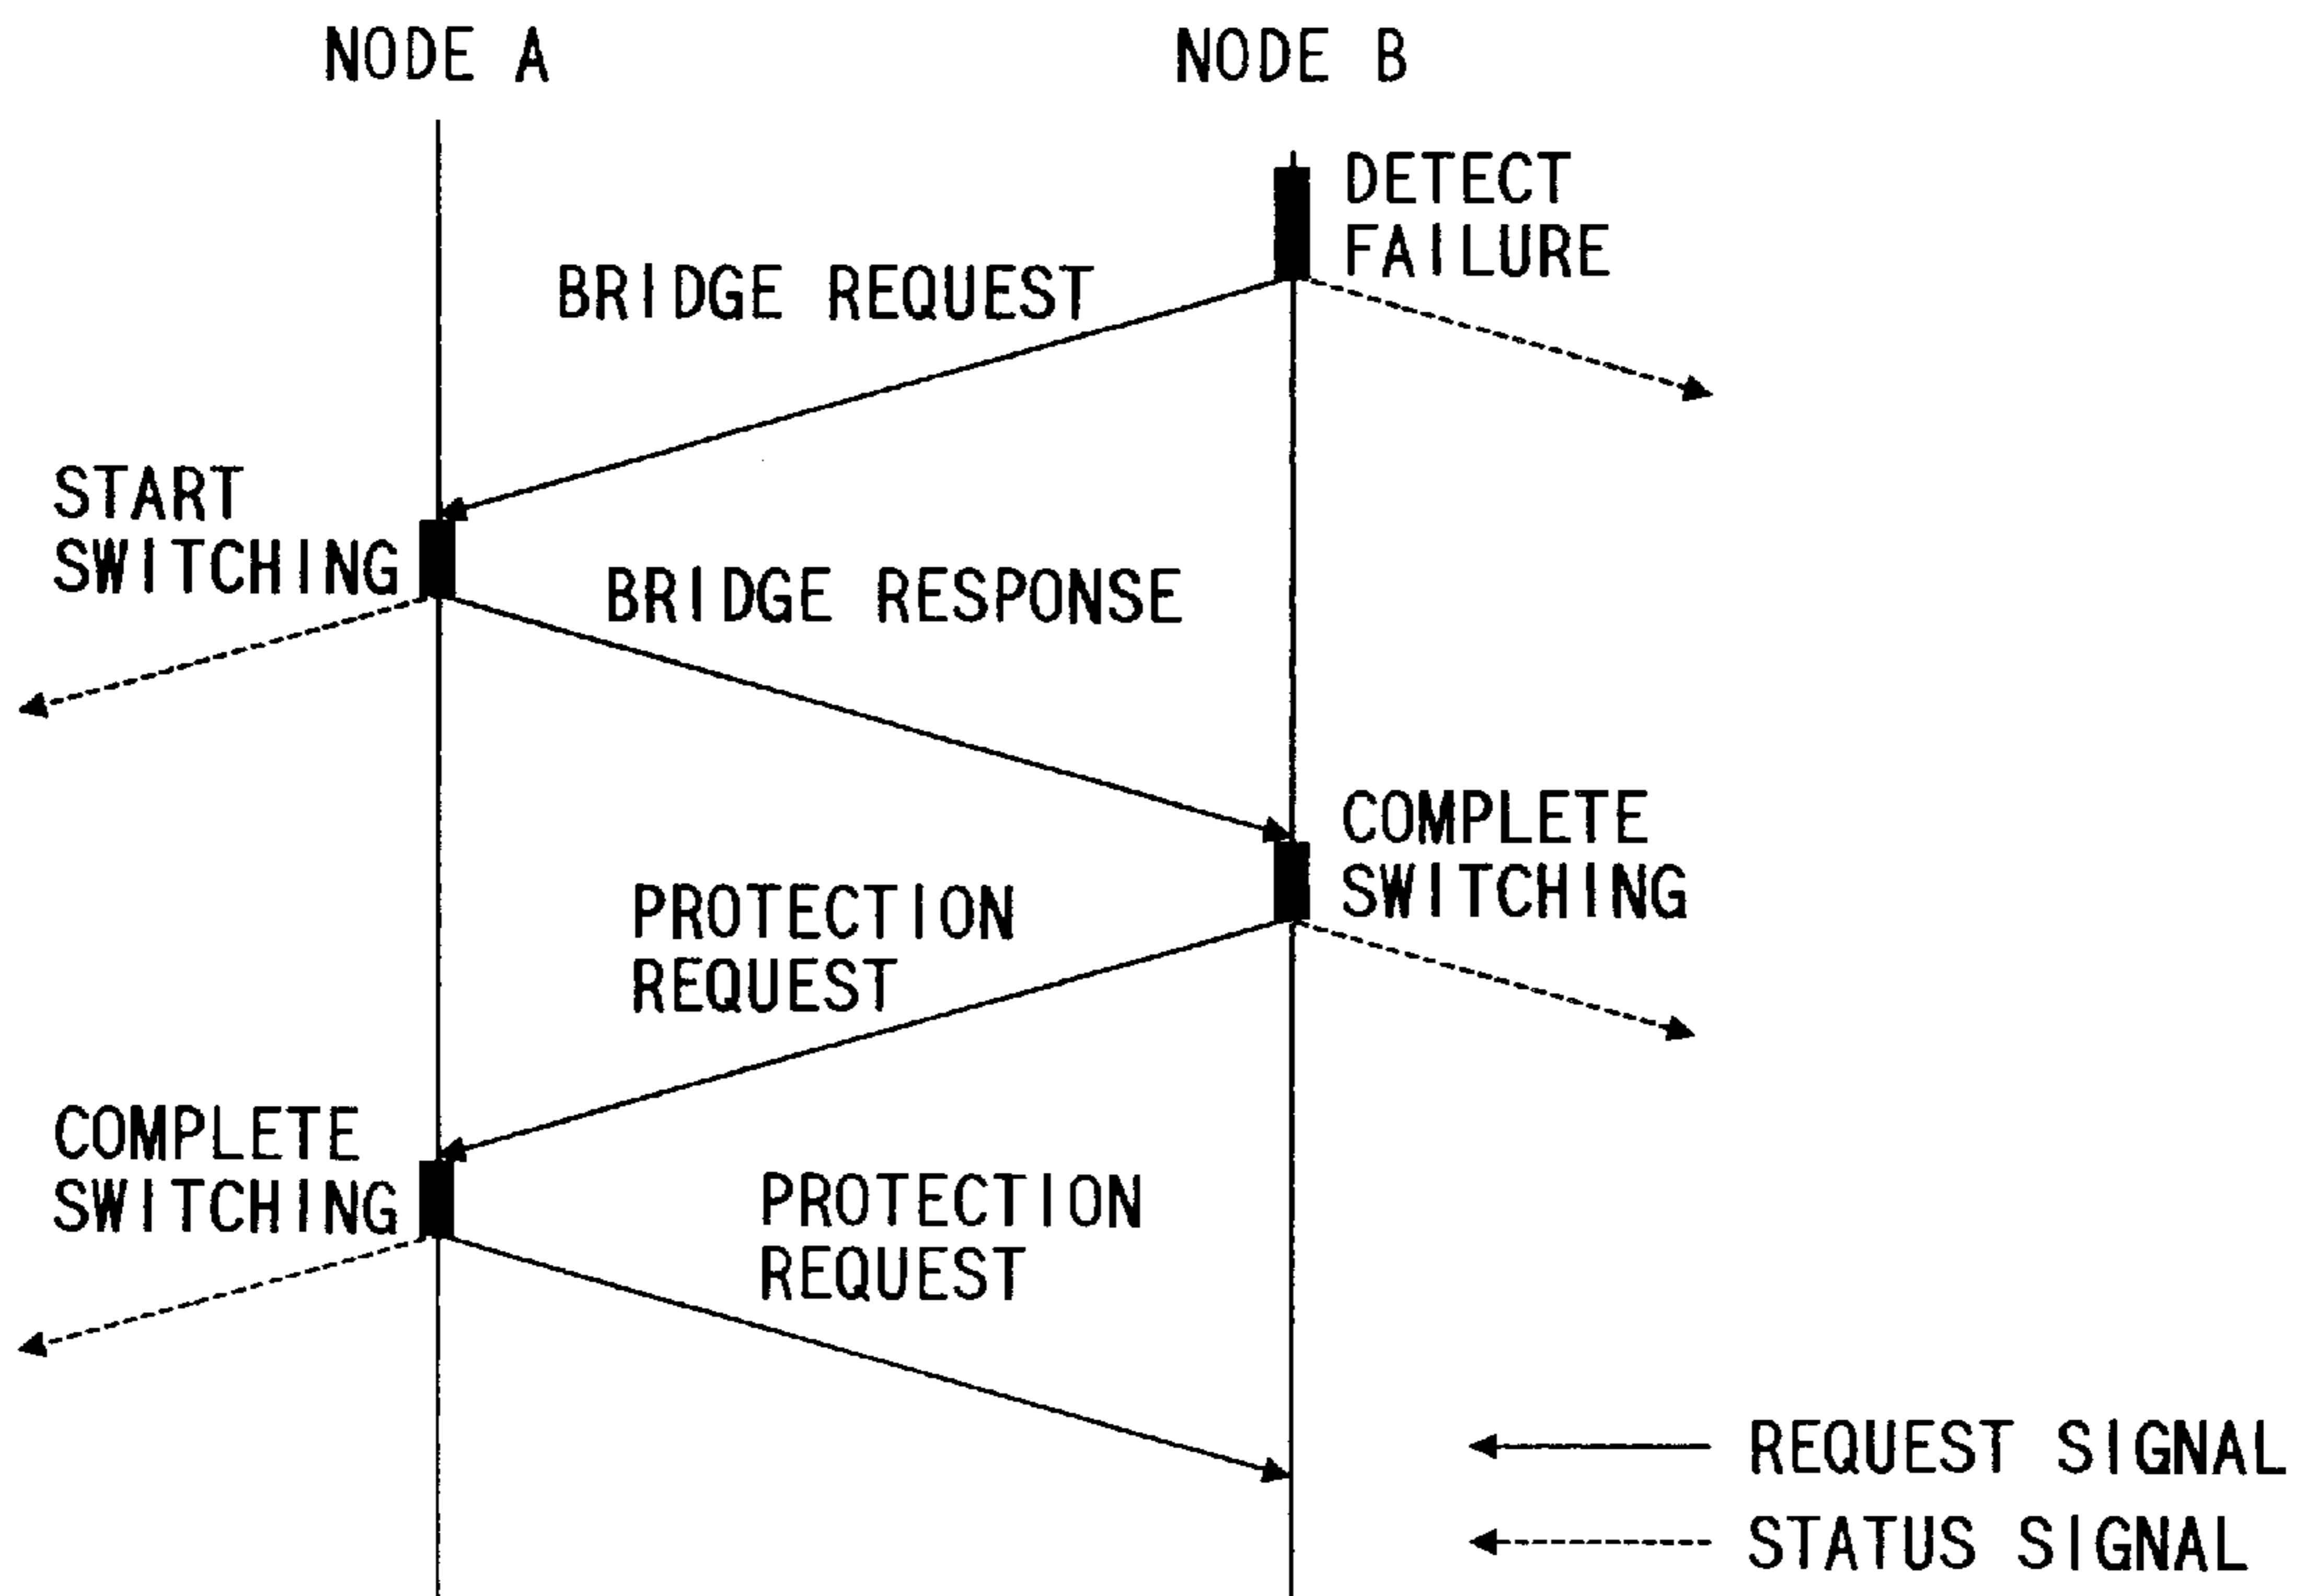 NODE A
NODE B
DETECT
FAILURE
BRIDGE REQUEST
START
SWITCHING
BRIDGE RESPONSE
COMPLETE
SWITCHING
PROTECTION
REQUEST
COMPLETE
SWITCHING
PROTECTION
REQUEST
REQUEST SIGNAL
STATUS SIGNAL